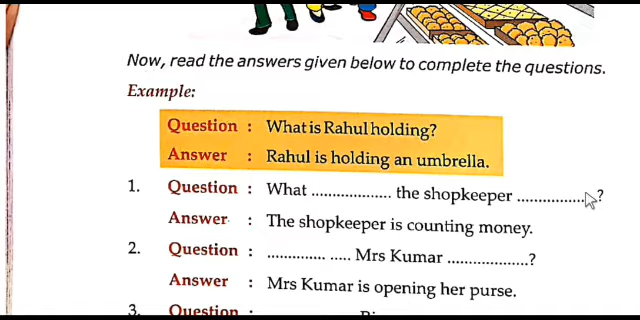 Now, read the answers given below to complete the questions.
Example:
Question : What is Rahul holding?
Answer : Rahul is holding an umbrella.
1. Question : What ................... the shopkeeper ................?
Answer : The shopkeeper is counting money.
2. Question : .............. ..... Mrs Kumar ...................?
Answer : Mrs Kumar is opening her purse.
3. Question :